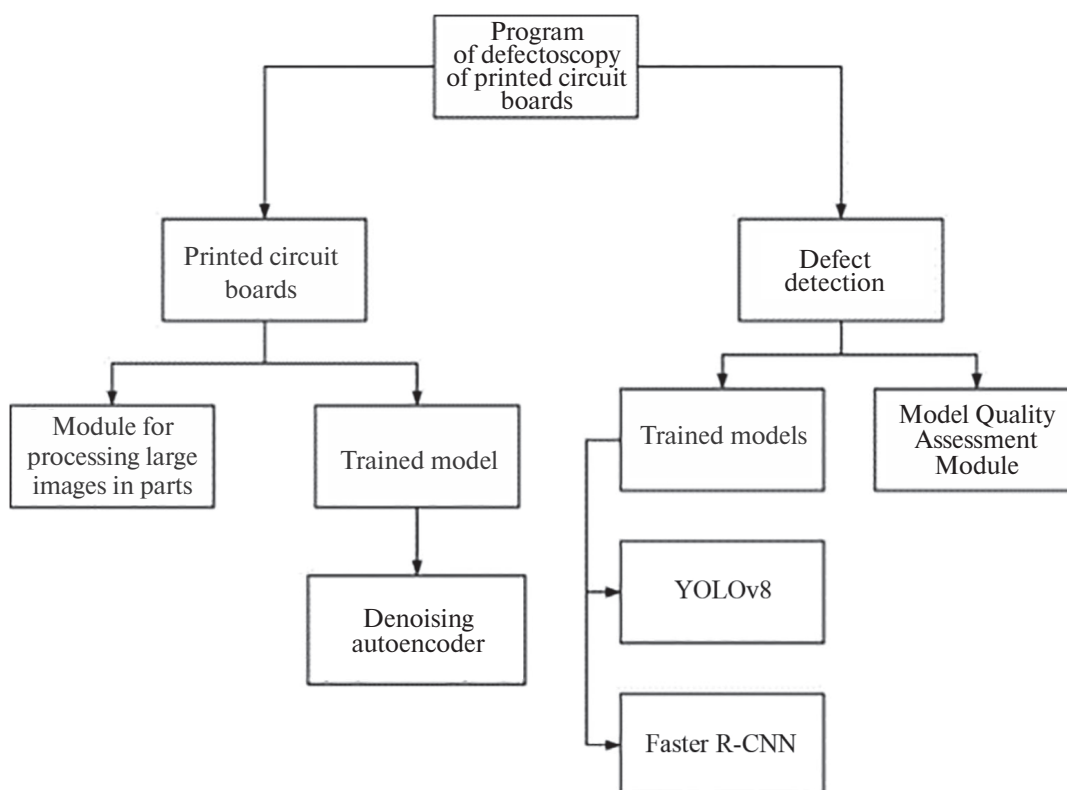 Program
of defectoscopy
of printed circuit
boards
Printed circuit
boards
Defect
detection
Module for
processing large
images in parts
Trained model
Trained models
Model Quality
Assessment
Module
Denoising
autoencoder
YOLOv8
Faster R-CNN